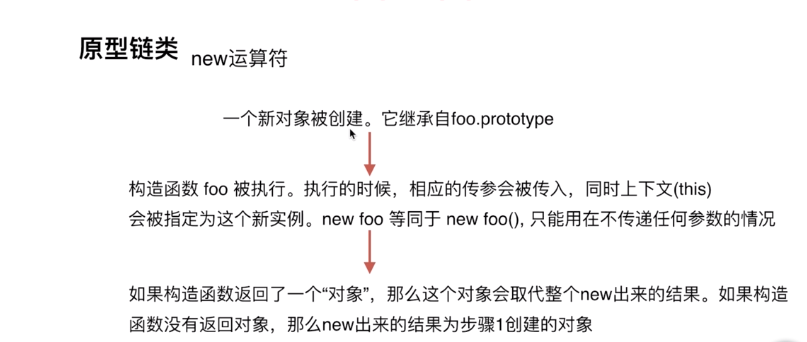 原型链类 new运算符
一个新对象被创建。它继承自foo.prototype
构造函数 foo 被执行。执行的时候，相应的传参会被传入，同时上下文(this)
会被指定为这个新实例。new foo 等同于 new foo(), 只能用在不传递任何参数的情况
如果构造函数返回了一个“对象”，那么这个对象会取代整个new出来的结果。如果构造
函数没有返回对象，那么new出来的结果为步骤1创建的对象